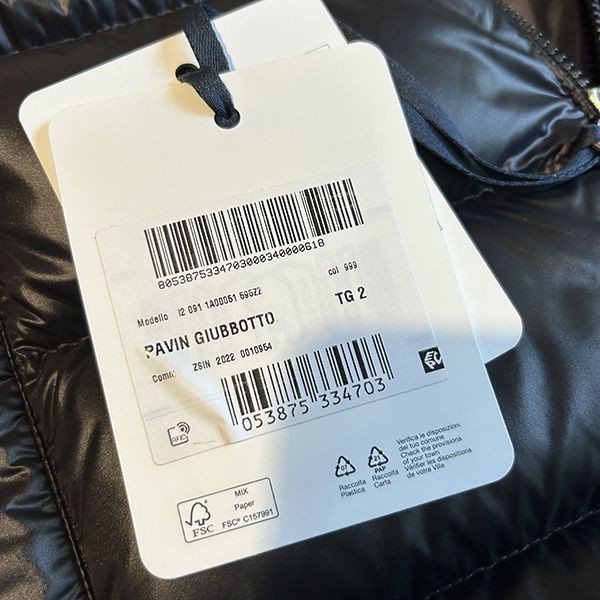 8053875334703000340000618
Modello I2 091 1A00051 595ZZ col 999
PAVIN GIUBBOTTO TG 2
Comm. ZSIN 2022 0010954
053875 334703
RFID
07
Raccolta
Plastica
21
PAP
Raccolta
Carta
Verifica le disposizioni
del tuo comune
Check the provisions
of your town
Vérifier les dispositions
de votre Ville
FSC
MIX
Paper
FSC® C157991